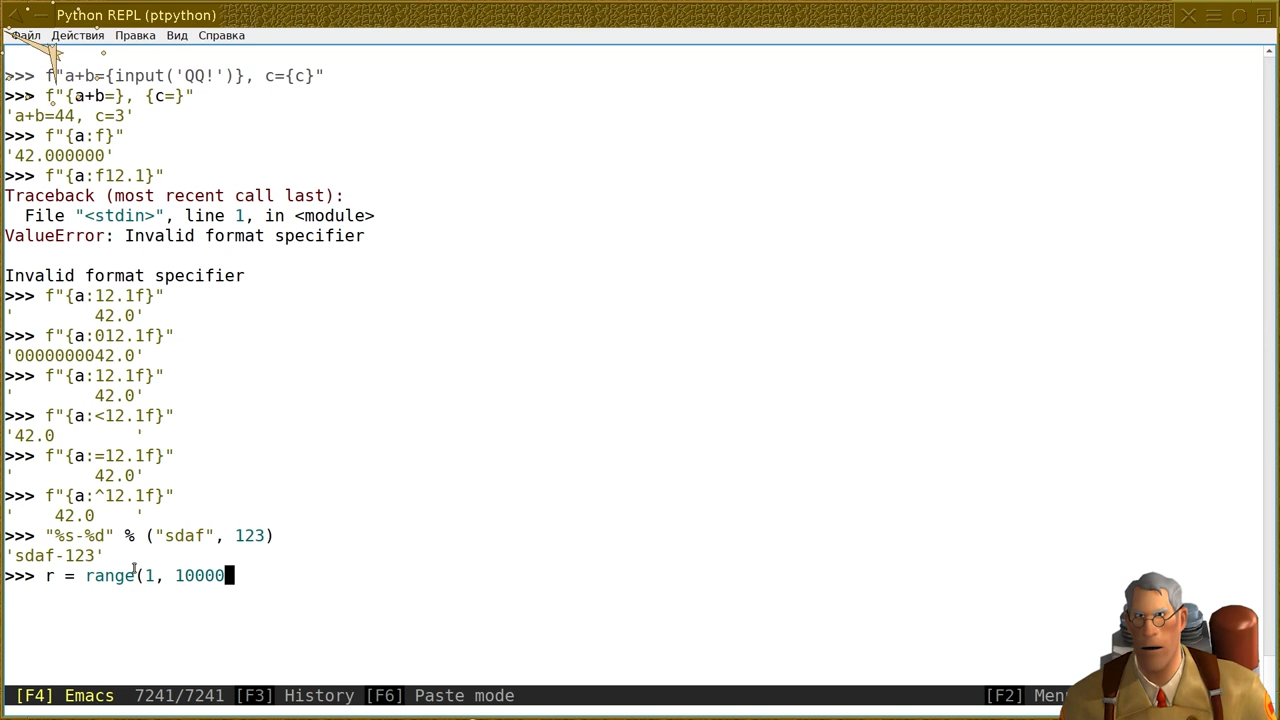 Python REPL (ptpython)
Файл Действия Правка Вид Справка
>>> f"a+b={input('QQ!')}, c={c}"
>>> f"{a+b=}, {c=}"
'a+b=44, c=3'
>>> f"{a:f}"
'42.000000'
>>> f"{a:f12.1}"
Traceback (most recent call last):
  File "<stdin>", line 1, in <module>
ValueError: Invalid format specifier
Invalid format specifier
>>> f"{a:12.1f}"
'        42.0'
>>> f"{a:012.1f}"
'0000000042.0'
>>> f"{a:12.1f}"
'        42.0'
>>> f"{a:<12.1f}"
'42.0        '
>>> f"{a:=12.1f}"
'        42.0'
>>> f"{a:^12.1f}"
'    42.0    '
>>> "%s-%d" % ("sdaf", 123)
'sdaf-123'
>>> r = range(1, 10000
[F4] Emacs  7241/7241 [F3] History [F6] Paste mode [F2] Men